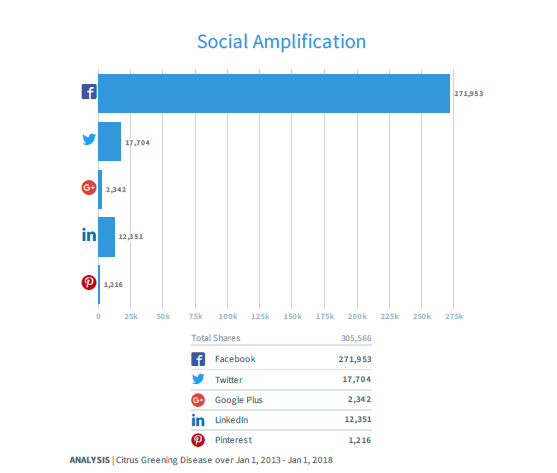 Social Amplification
271,953
17,704
2,342
12,351
1,216
0 25k 50k 75k 100k 125k 150k 175k 200k 225k 250k 275k
Total Shares 305,566
Facebook 271,953
Twitter 17,704
Google Plus 2,342
LinkedIn 12,351
Pinterest 1,216
ANALYSIS | Citrus Greening Disease over Jan 1, 2013 - Jan 1, 2018